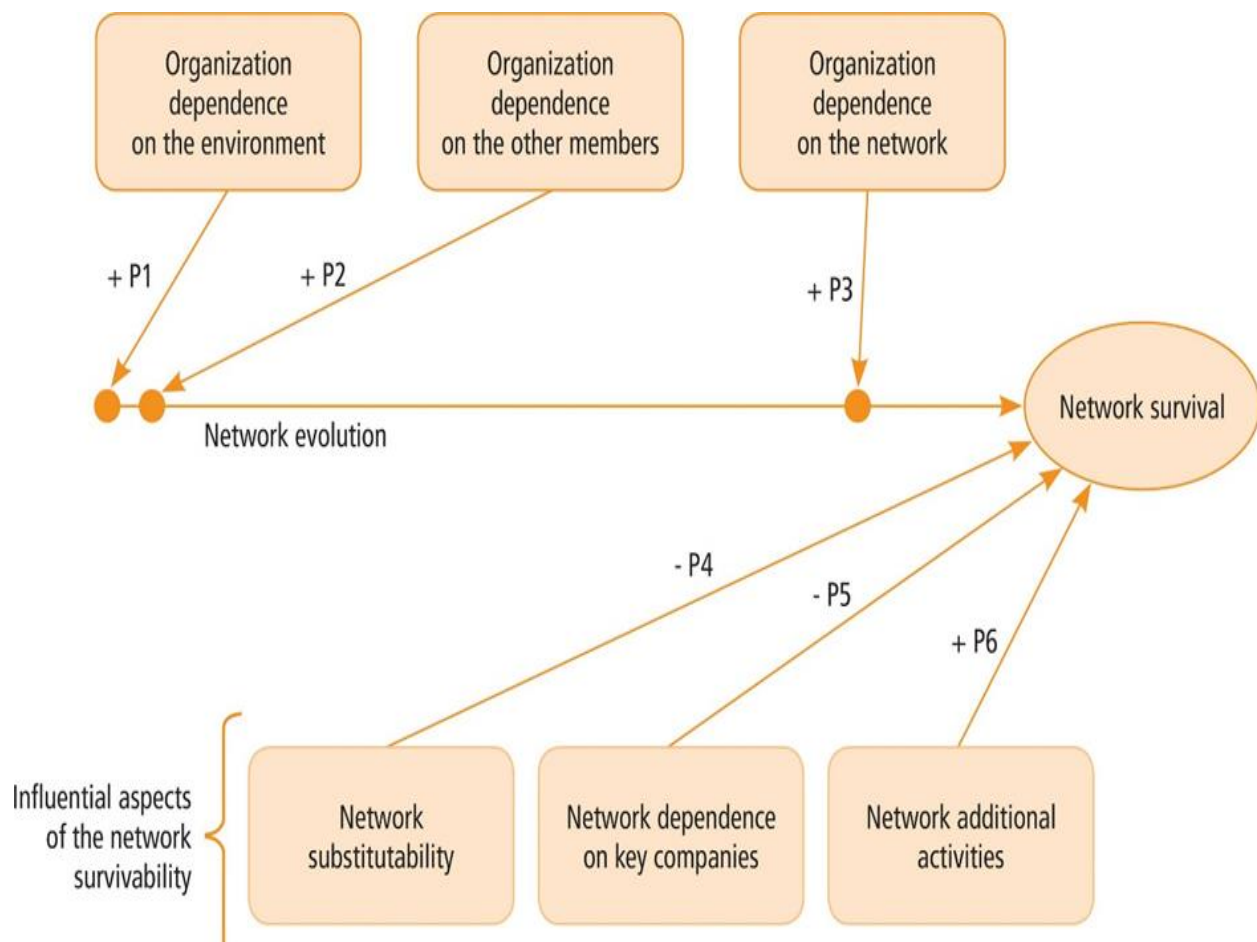 Organization
dependence
on the environment
Organization
dependence
on the other members
Organization
dependence
on the network
+ P1
+ P2
+ P3
Network evolution
Network survival
- P4
- P5
+ P6
Influential aspects
of the network
survivability
Network
substitutability
Network dependence
on key companies
Network additional
activities